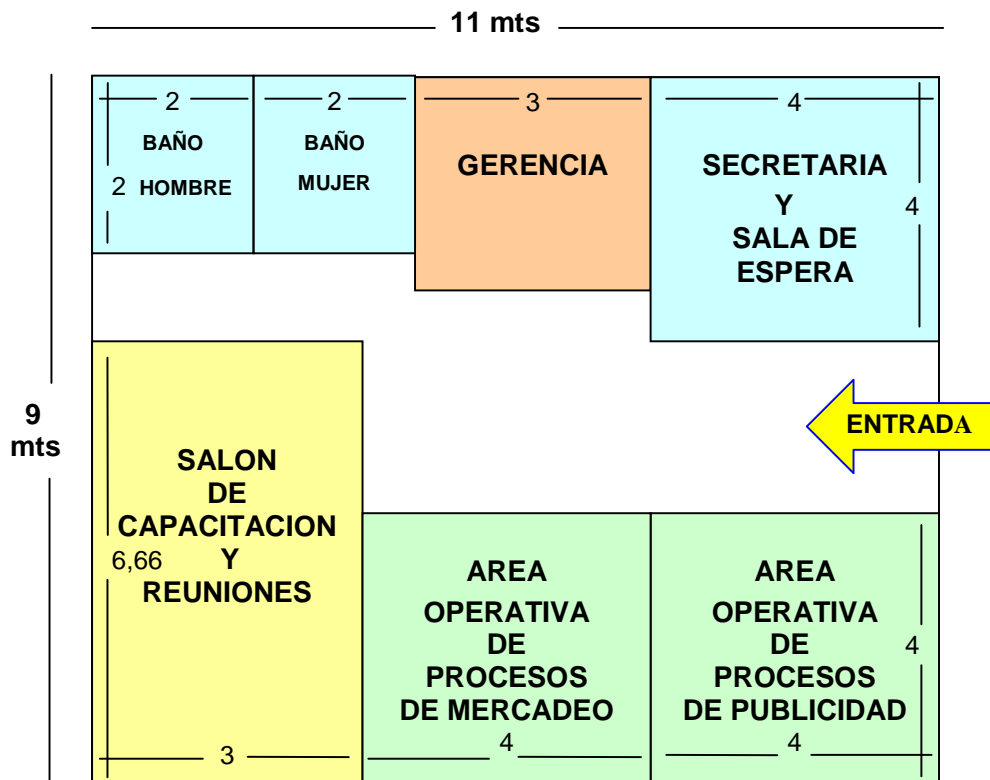 11 mts
2
2
3
4
BAÑO
BAÑO
GERENCIA
SECRETARIA
2 HOMBRE
MUJER
Y
4
SALA DE
ESPERA
9
mts
ENTRADA
SALON
DE
CAPACITACION
6,66 Y
REUNIONES
3
AREA
OPERATIVA
DE
PROCESOS
DE MERCADEO
4
AREA
OPERATIVA
DE
4
PROCESOS
DE PUBLICIDAD
4